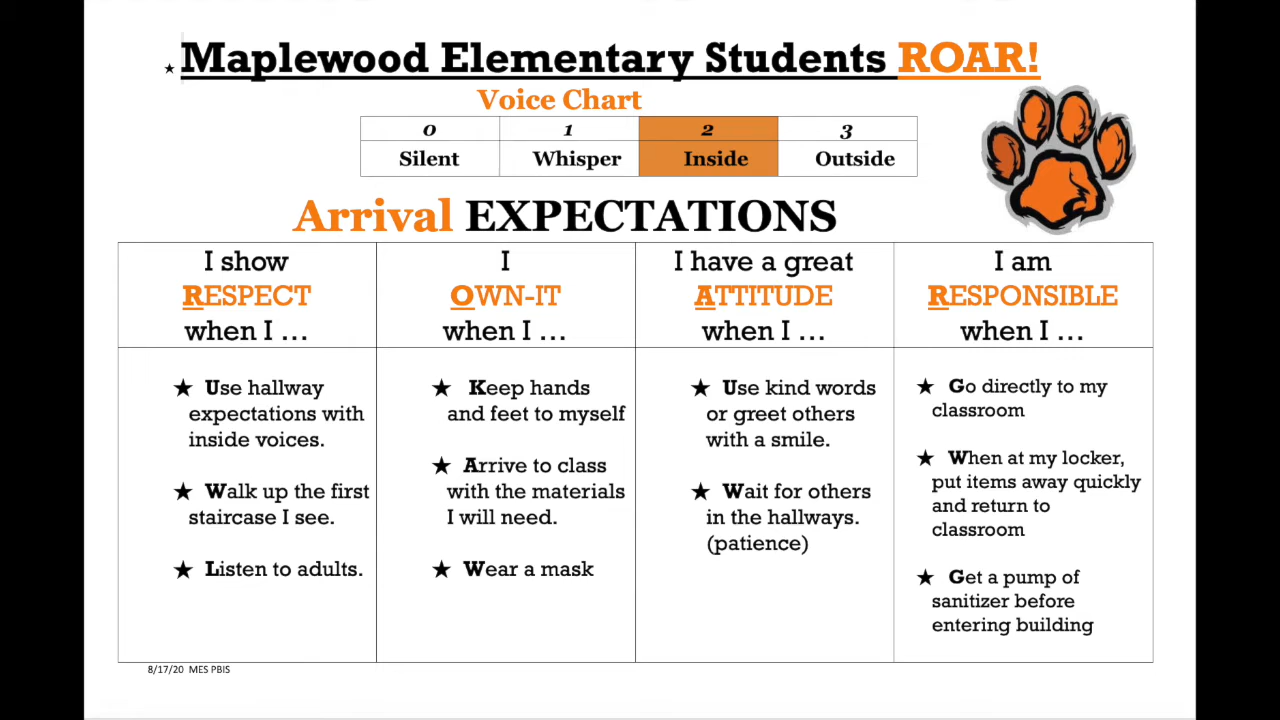 Maplewood Elementary Students ROAR!
Voice Chart
0 1 2 3
Silent Whisper Inside Outside
Arrival EXPECTATIONS
I show
RESPECT
when I ...
Use hallway
expectations with
inside voices.
Walk up the first
staircase I see.
Listen to adults.
I
OWN-IT
when I ...
Keep hands
and feet to myself
Arrive to class
with the materials
I will need.
Wear a mask
I have a great
ATTITUDE
when I ...
Use kind words
or greet others
with a smile.
Wait for others
in the hallways.
(patience)
I am
RESPONSIBLE
when I ...
Go directly to my
classroom
When at my locker,
put items away quickly
and return to
classroom
Get a pump of
sanitizer before
entering building
8/17/20 MES PBIS